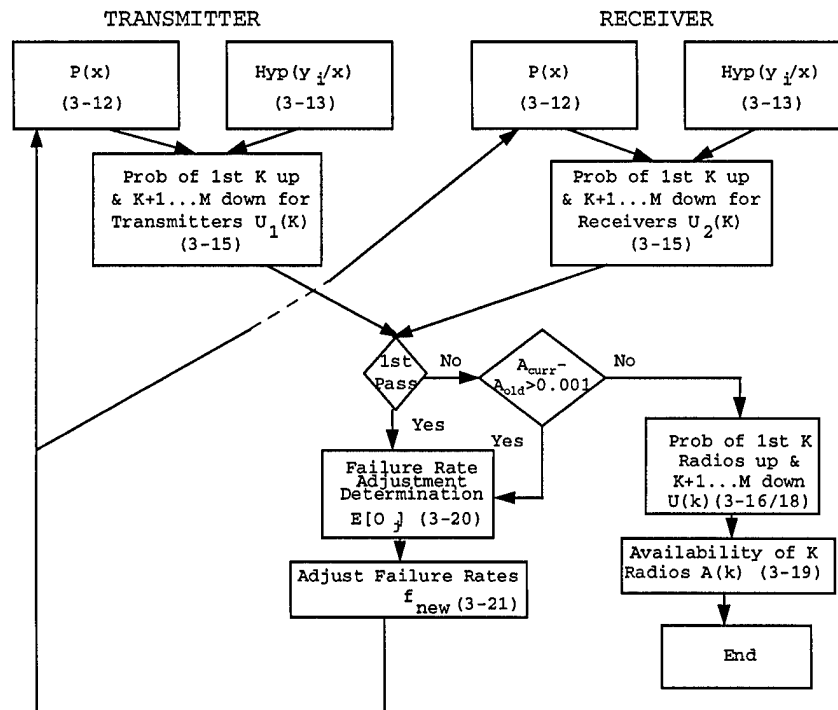 TRANSMITTER
RECEIVER
P(x)
(3-12)
Hyp(y i/x)
(3-13)
P(x)
(3-12)
Hyp(y i/x)
(3-13)
Prob of 1st K up
& K+1...M down for
Transmitters U1(K)
(3-15)
Prob of 1st K up
& K+1...M down for
Receivers U2(K)
(3-15)
1st
Pass
No
Acurr-
Aold>0.001
No
Yes
Yes
Failure Rate
Adjustment
Determination
E[O j] (3-20)
Adjust Failure Rates
fnew (3-21)
Prob of 1st K
Radios up &
K+1...M down
U(k)(3-16/18)
Availability of K
Radios A(k) (3-19)
End